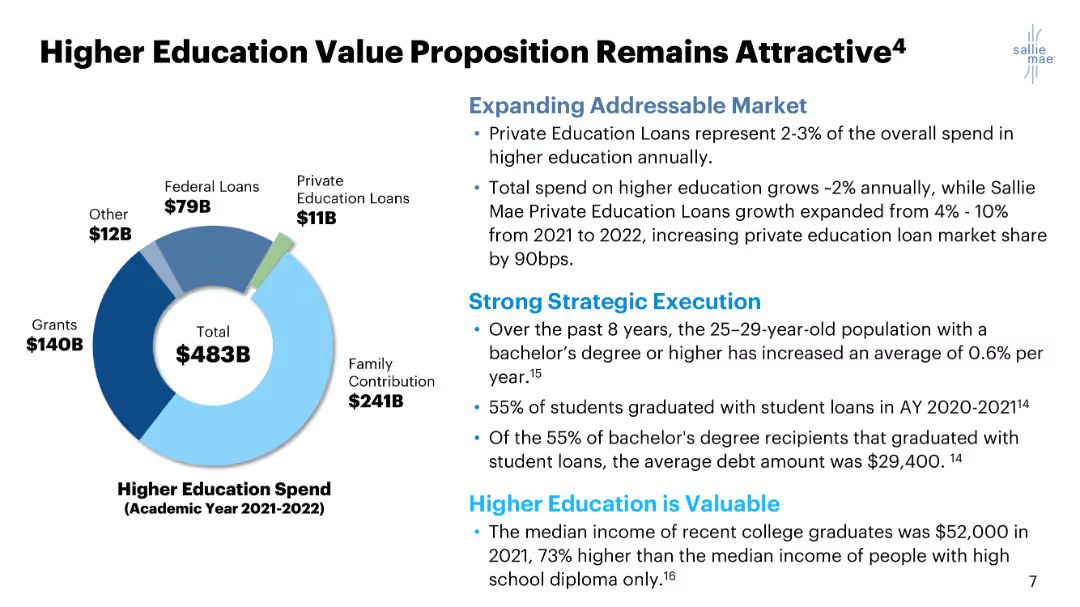 Higher Education Value Proposition Remains Attractive4
sallie
mae
Federal Loans
$79B
Private
Education Loans
$11B
Other
$12B
Grants
$140B
Total
$483B
Family
Contribution
$241B
Higher Education Spend
(Academic Year 2021-2022)
Expanding Addressable Market
• Private Education Loans represent 2-3% of the overall spend in
higher education annually.
• Total spend on higher education grows ~2% annually, while Sallie
Mae Private Education Loans growth expanded from 4% - 10%
from 2021 to 2022, increasing private education loan market share
by 90bps.
Strong Strategic Execution
• Over the past 8 years, the 25–29-year-old population with a
bachelor’s degree or higher has increased an average of 0.6% per
year.15
• 55% of students graduated with student loans in AY 2020-202114
• Of the 55% of bachelor's degree recipients that graduated with
student loans, the average debt amount was $29,400. 14
Higher Education is Valuable
• The median income of recent college graduates was $52,000 in
2021, 73% higher than the median income of people with high
school diploma only.16
7